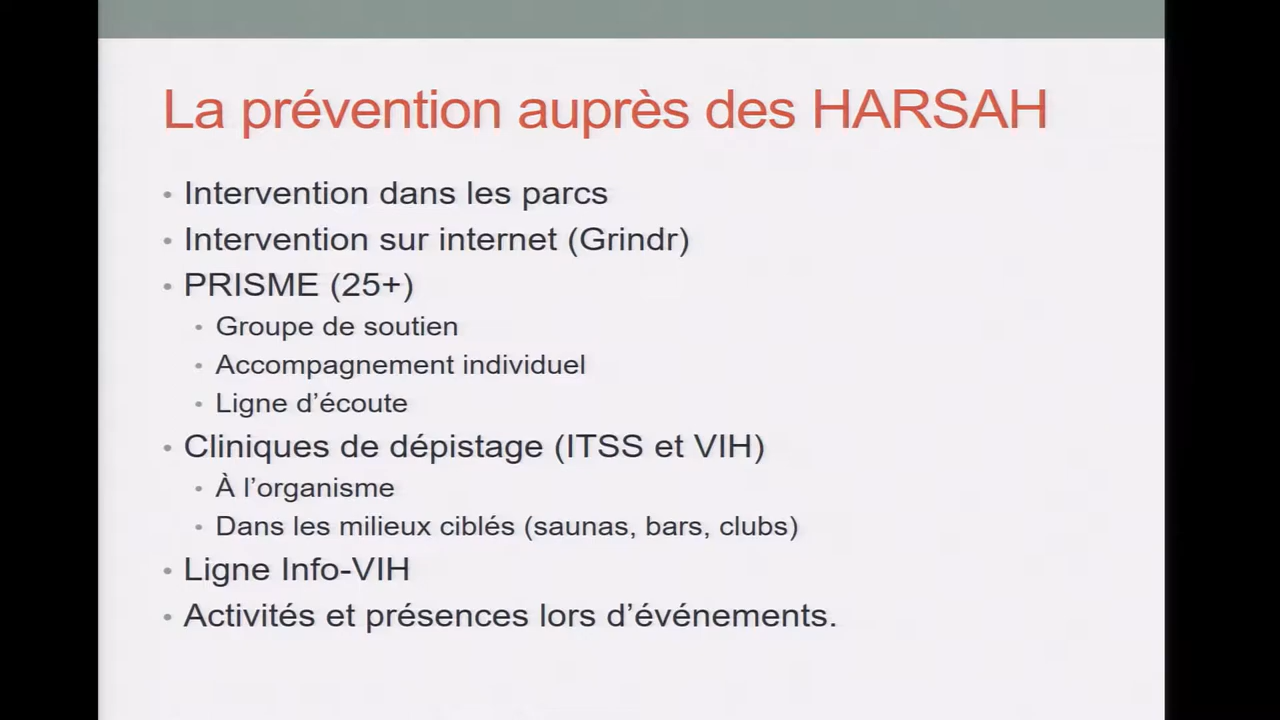 La prévention auprès des HARSAH
• Intervention dans les parcs
• Intervention sur internet (Grindr)
• PRISME (25+)
• Groupe de soutien
• Accompagnement individuel
• Ligne d’écoute
• Cliniques de dépistage (ITSS et VIH)
• À l’organisme
• Dans les milieux ciblés (saunas, bars, clubs)
• Ligne Info-VIH
• Activités et présences lors d’événements.